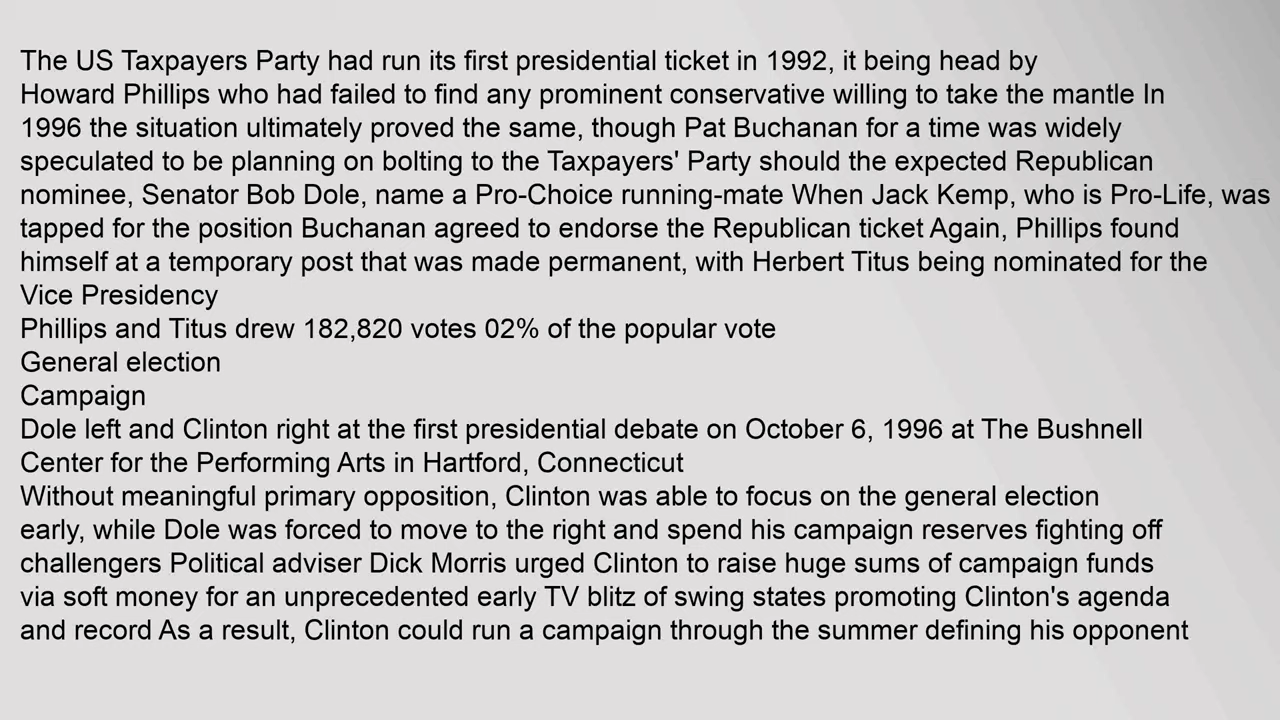 The US Taxpayers Party had run its first presidential ticket in 1992, it being head by
Howard Phillips who had failed to find any prominent conservative willing to take the mantle In
1996 the situation ultimately proved the same, though Pat Buchanan for a time was widely
speculated to be planning on bolting to the Taxpayers' Party should the expected Republican
nominee, Senator Bob Dole, name a Pro-Choice running-mate When Jack Kemp, who is Pro-Life, was
tapped for the position Buchanan agreed to endorse the Republican ticket Again, Phillips found
himself at a temporary post that was made permanent, with Herbert Titus being nominated for the
Vice Presidency
Phillips and Titus drew 182,820 votes 02% of the popular vote
General election
Campaign
Dole left and Clinton right at the first presidential debate on October 6, 1996 at The Bushnell
Center for the Performing Arts in Hartford, Connecticut
Without meaningful primary opposition, Clinton was able to focus on the general election
early, while Dole was forced to move to the right and spend his campaign reserves fighting off
challengers Political adviser Dick Morris urged Clinton to raise huge sums of campaign funds
via soft money for an unprecedented early TV blitz of swing states promoting Clinton's agenda
and record As a result, Clinton could run a campaign through the summer defining his opponent